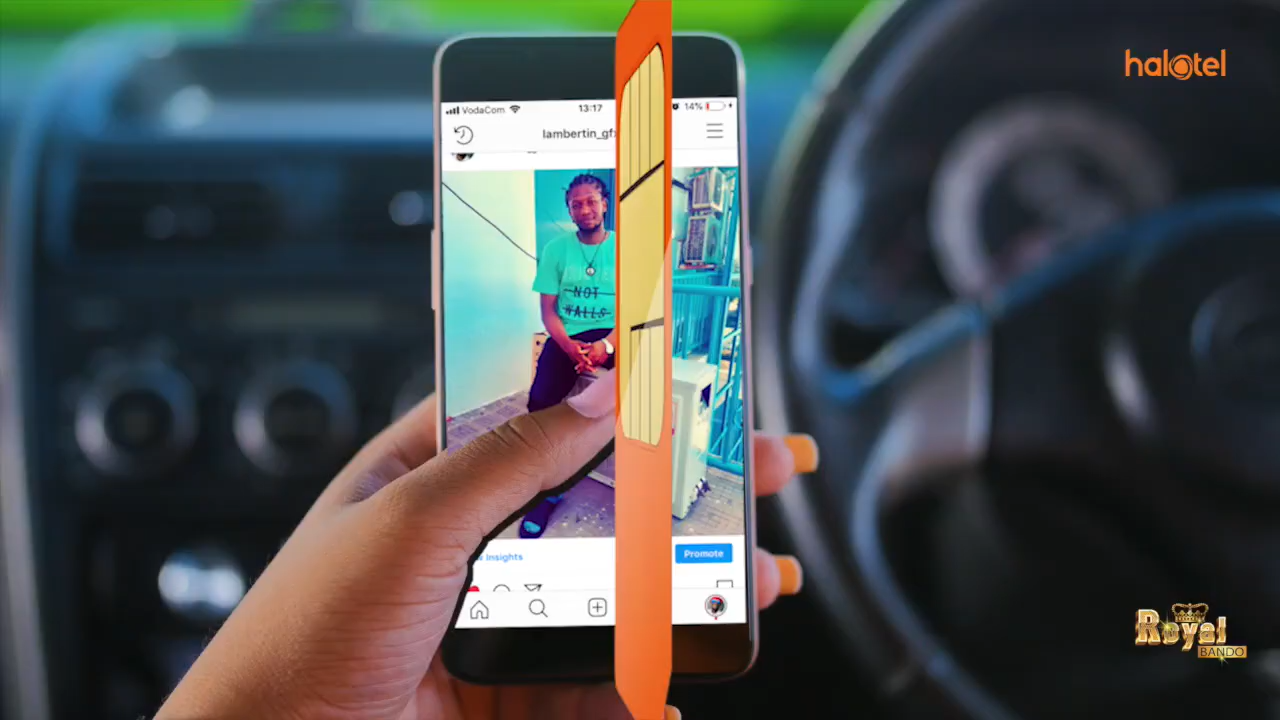 halotel
VodaCom
13:17
14%
lambertin_gf
NOT
WALLS
Insights
Promote
Royal
BANDO